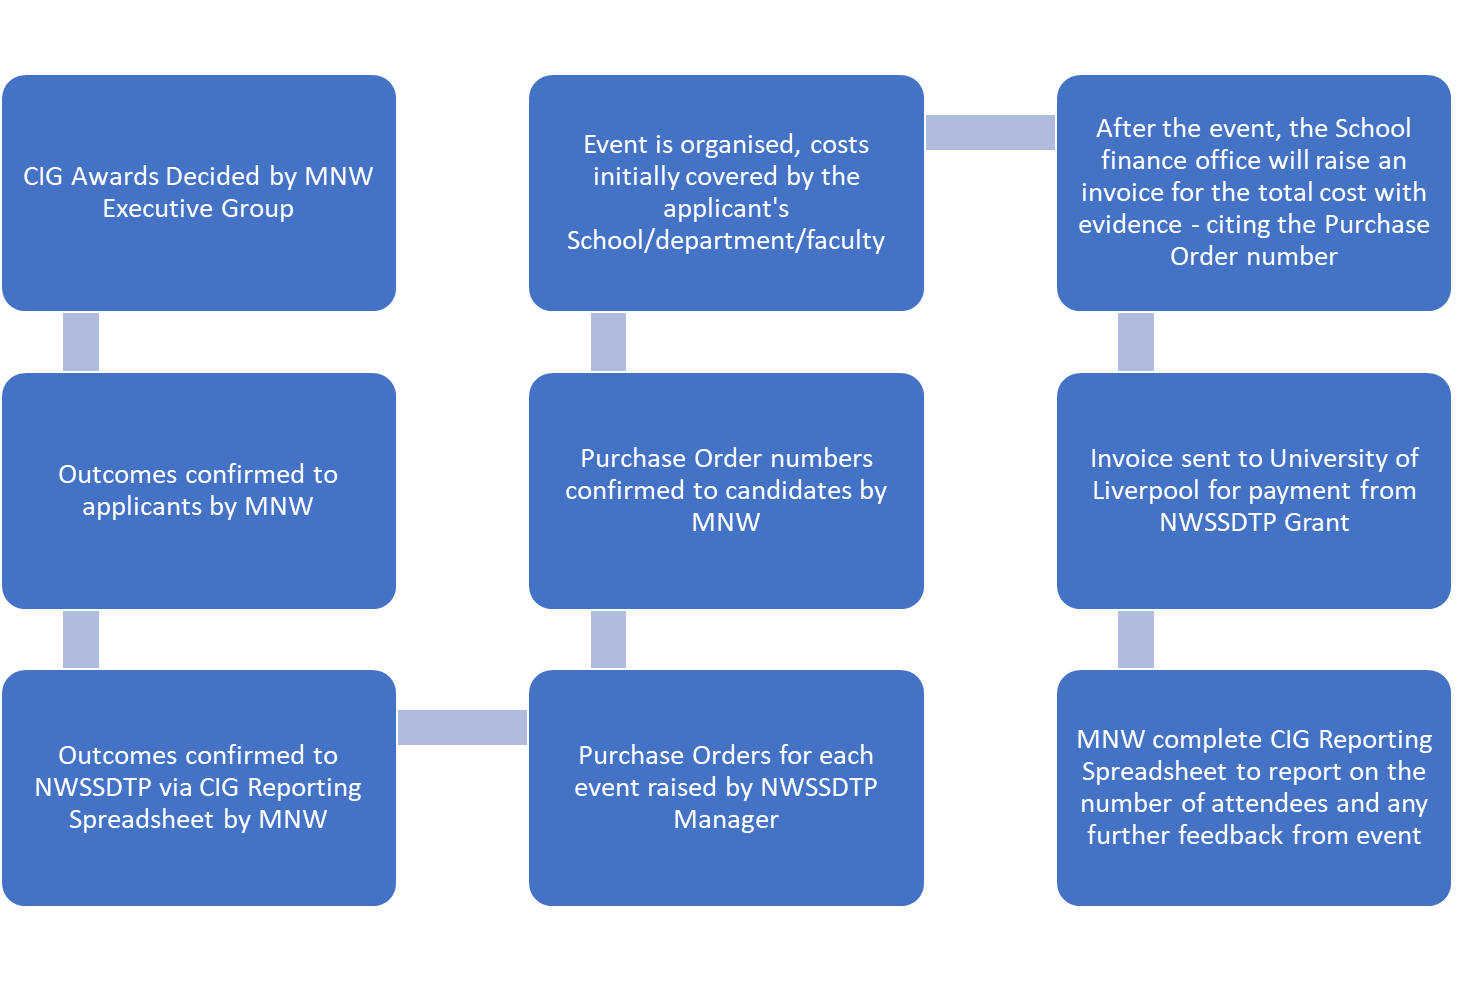 CIG Awards Decided by MNW
Executive Group
Outcomes confirmed to
applicants by MNW
Outcomes confirmed to
NWSSDTP via CIG Reporting
Spreadsheet by MNW
Purchase Orders for each
event raised by NWSSDTP
Manager
Purchase Order numbers
confirmed to candidates by
MNW
Event is organised, costs
initially covered by the
applicant's
School/department/faculty
After the event, the School
finance office will raise an
invoice for the total cost with
evidence - citing the Purchase
Order number
Invoice sent to University of
Liverpool for payment from
NWSSDTP Grant
MNW complete CIG Reporting
Spreadsheet to report on the
number of attendees and any
further feedback from event